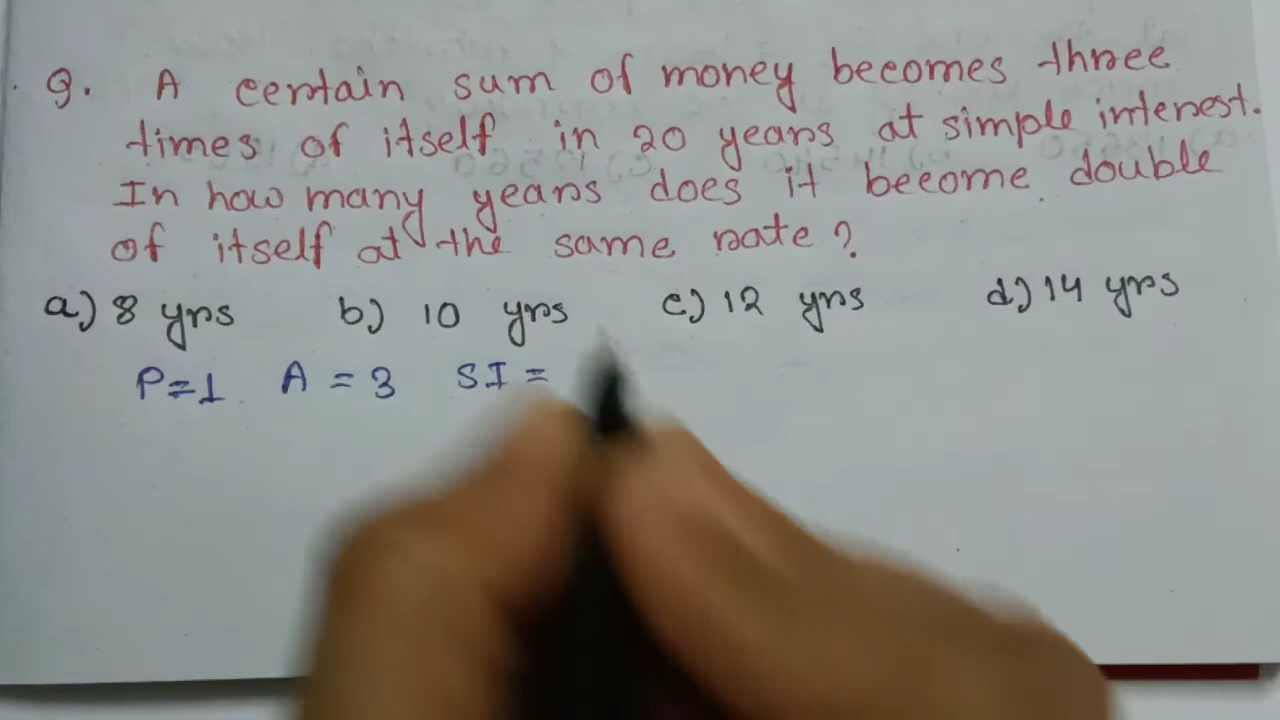 Q. A certain sum of money becomes three
times of itself in 20 years at simple interest.
In how many years does it become double
of itself at the same rate?
a) 8 yrs b) 10 yrs c) 12 yrs d) 14 yrs
P=1 A = 3 SI =